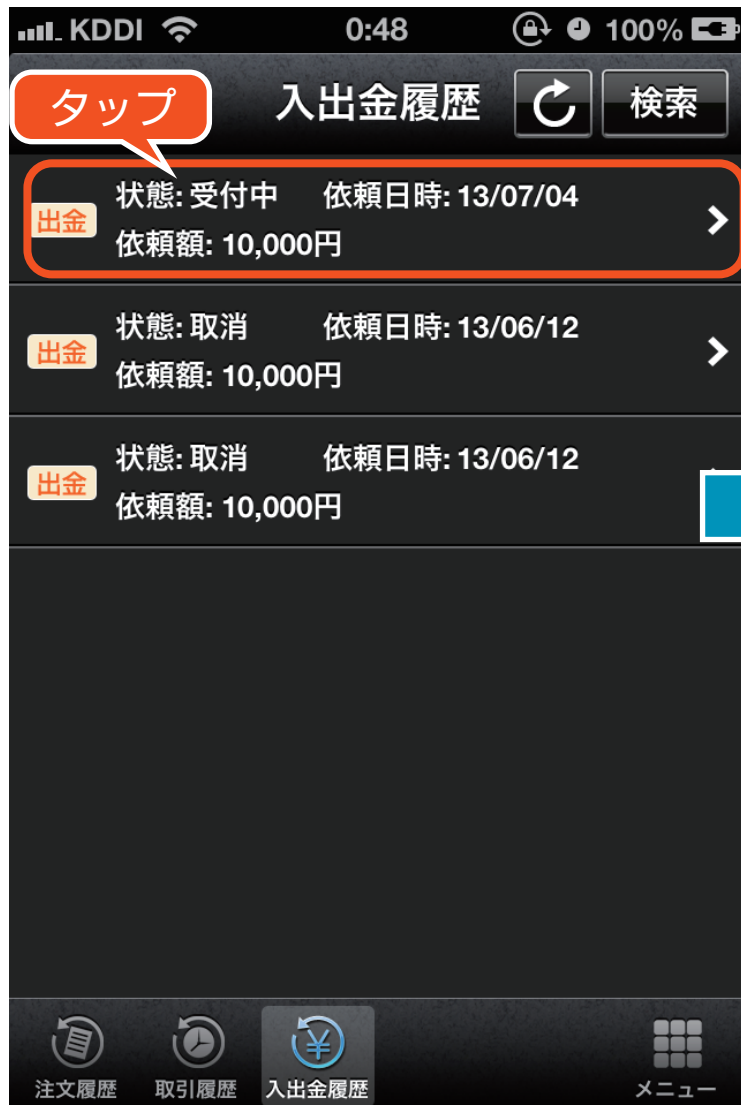 KDDI 0:48 100%
タップ
入出金履歴 検索
出金
状態: 受付中 依頼日時: 13/07/04
依頼額: 10,000円
出金
状態: 取消 依頼日時: 13/06/12
依頼額: 10,000円
出金
状態: 取消 依頼日時: 13/06/12
依頼額: 10,000円
注文履歴 取引履歴 入出金履歴 メニュー